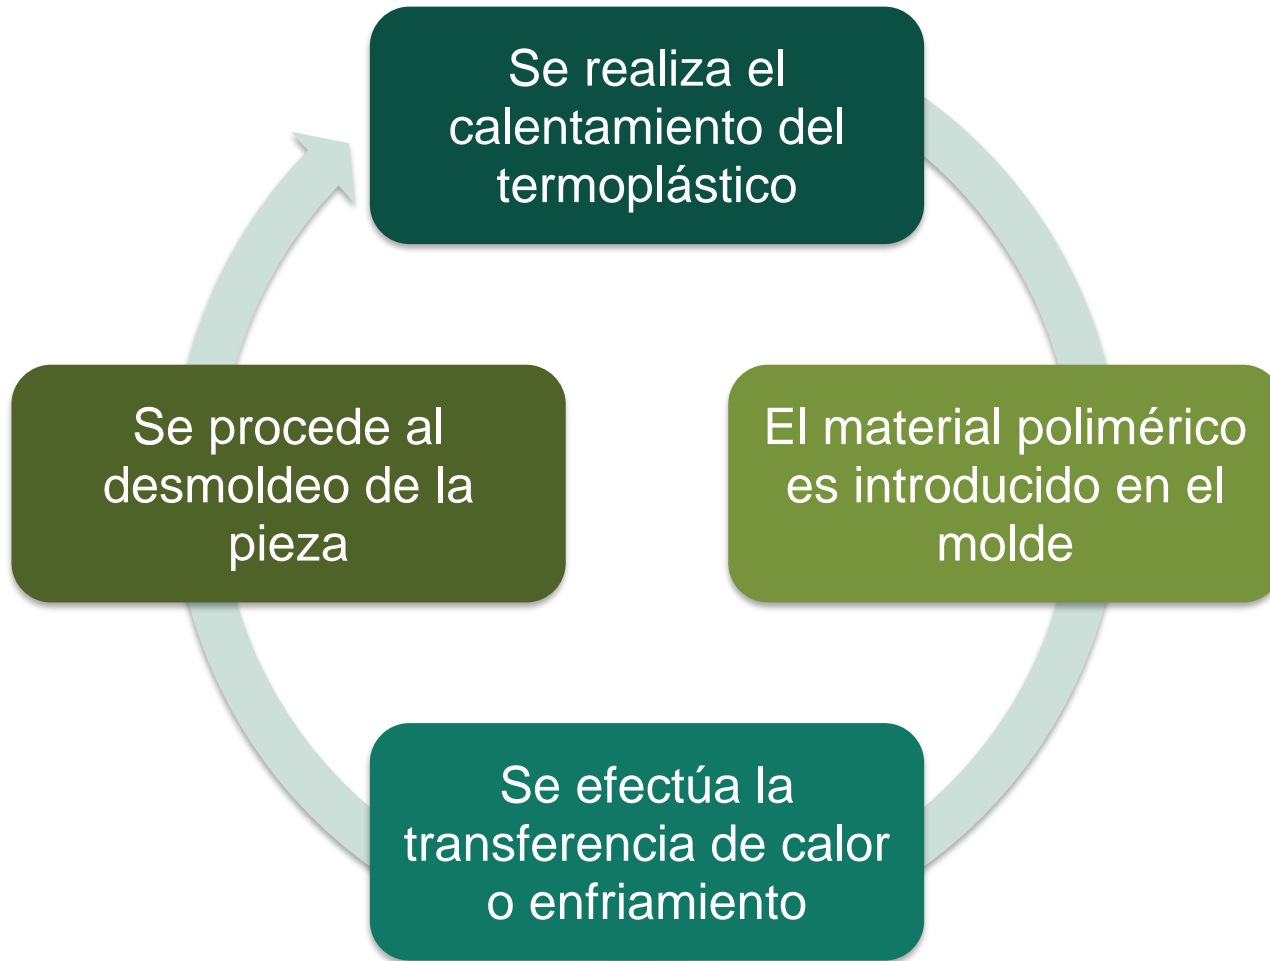 Se realiza el
calentamiento del
termoplástico
El material polimérico
es introducido en el
molde
Se efectúa la
transferencia de calor
o enfriamiento
Se procede al
desmoldeo de la
pieza